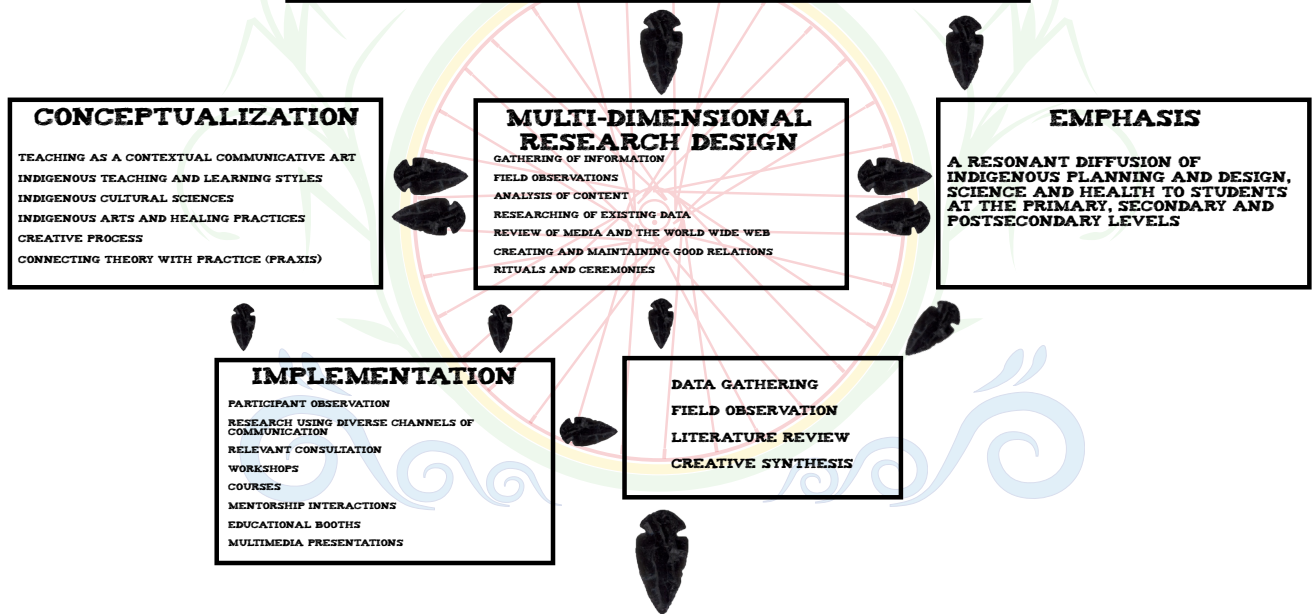 CONCEPTUALIZATION
TEACHING AS A CONTEXTUAL COMMUNICATIVE ART
INDIGENOUS TEACHING AND LEARNING STYLES
INDIGENOUS CULTURAL SCIENCES
INDIGENOUS ARTS AND HEALING PRACTICES
CREATIVE PROCESS
CONNECTING THEORY WITH PRACTICE (PRAXIS)
MULTI-DIMENSIONAL
RESEARCH DESIGN
GATHERING OF INFORMATION
FIELD OBSERVATIONS
ANALYSIS OF CONTENT
RESEARCHING OF EXISTING DATA
REVIEW OF MEDIA AND THE WORLD WIDE WEB
CREATING AND MAINTAINING GOOD RELATIONS
RITUALS AND CEREMONIES
EMPHASIS
A RESONANT DIFFUSION OF
INDIGENOUS PLANNING AND DESIGN,
SCIENCE AND HEALTH TO STUDENTS
AT THE PRIMARY, SECONDARY AND
POSTSECONDARY LEVELS
IMPLEMENTATION
PARTICIPANT OBSERVATION
RESEARCH USING DIVERSE CHANNELS OF
COMMUNICATION
RELEVANT CONSULTATION
WORKSHOPS
COURSES
MENTORSHIP INTERACTIONS
EDUCATIONAL BOOTHS
MULTIMEDIA PRESENTATIONS
DATA GATHERING
FIELD OBSERVATION
LITERATURE REVIEW
CREATIVE SYNTHESIS